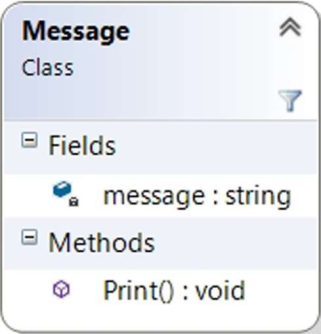 Message
Class
Fields
message : string
Methods
Print() : void